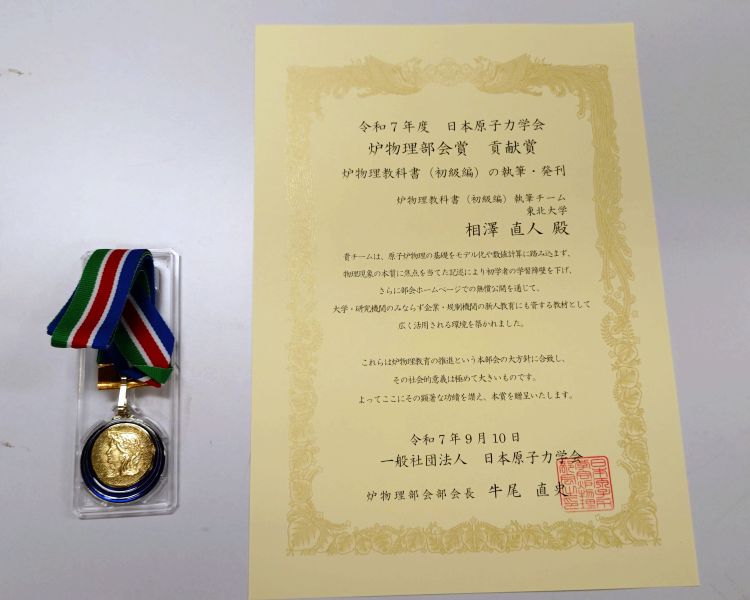 令和7年度 日本原子力学会
炉物理部会賞 貢献賞
炉物理教科書（初級編）の執筆・発刊
炉物理教科書（初級編）執筆チーム
東北大学
相澤 直人 殿
貴チームは、原子炉物理の基礎をモデル化や数値計算に踏み込まず、
物理現象の本質に焦点を当てた記述により初学者の学習障壁を下げ、
さらに部会ホームページでの無償公開を通じて、
大学・研究機関のみならず企業・規制機関の新人教育にも資する教材として
広く活用される環境を築かれました。
これらは炉物理教育の推進という本部会の大方針に合致し、
その社会的意義は極めて大きいものです。
よってここにその顕著な功績を讃え、本賞を贈呈いたします。
令和7年9月10日
一般社団法人 日本原子力学会
炉物理部会部会長 牛尾 直史